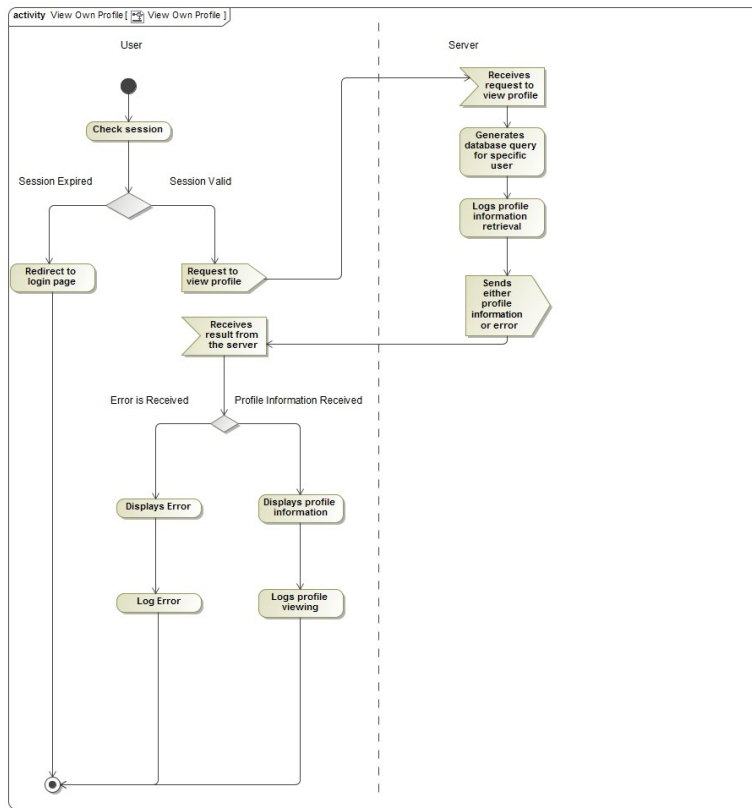 activity View Own Profile[ View Own Profile ]
User
Server
Receives
request to
view profile
Check session
Generates
database query
for specific
user
Session Expired
Session Valid
Logs profile
information
retrieval
Redirect to
login page
Request to
view profile
Sends
either
profile
information
or error
Receives
result from
the server
Error is Received
Profile Information Received
Displays Error
Displays profile
information
Log Error
Logs profile
viewing